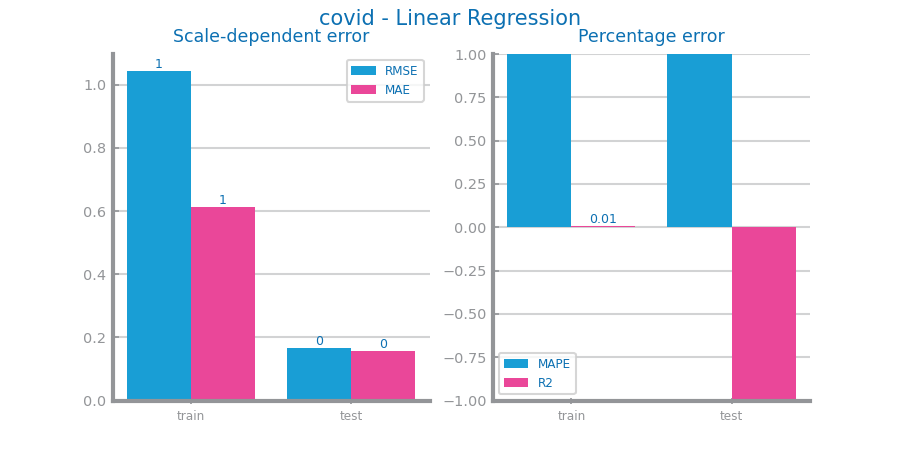 covid - Linear Regression
Scale-dependent error
1
1
0
0
RMSE
MAE
1.0
0.8
0.6
0.4
0.2
0.0
train
test
Percentage error
0.01
1.00
0.75
0.50
0.25
0.00
−0.25
−0.50
−0.75
−1.00
MAPE
R2
train
test